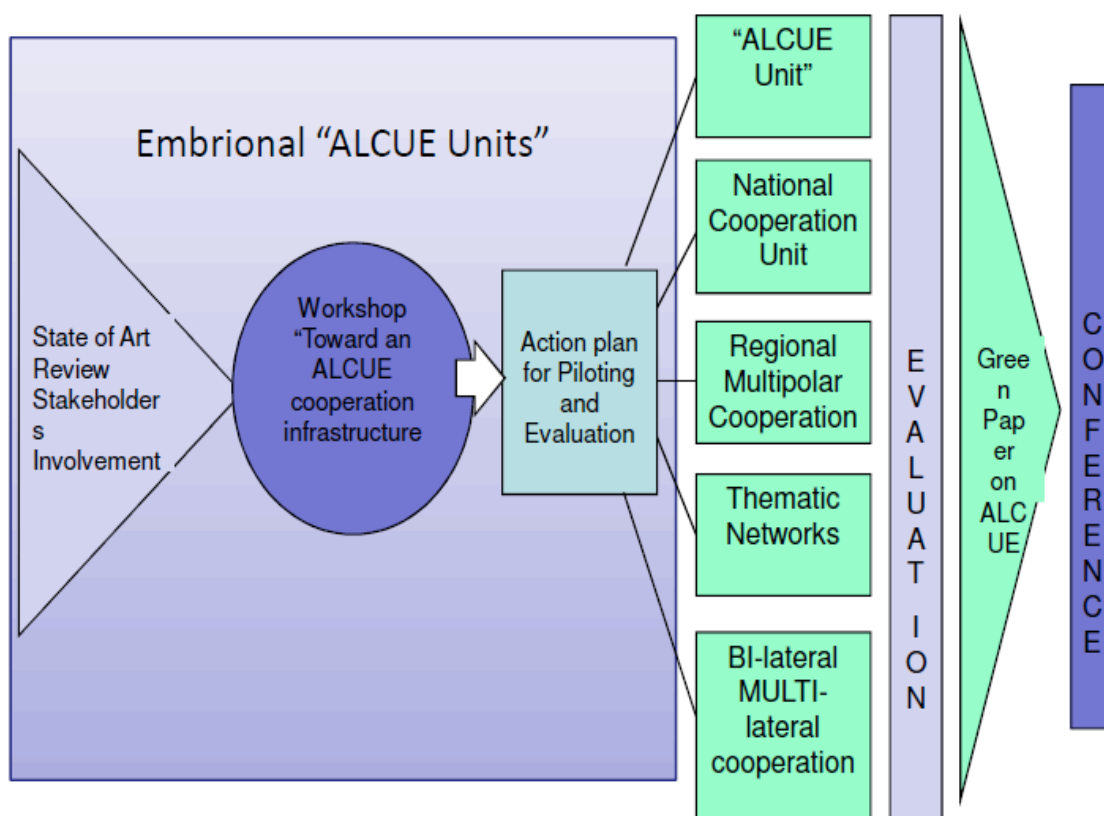 Embrional “ALCUE Units”
State of Art
Review
Stakeholder
s
Involvement
Workshop
“Toward an
ALCUE
cooperation
infrastructure
Action plan
for Piloting
and
Evaluation
“ALCUE
Unit”
National
Cooperation
Unit
Regional
Multipolar
Cooperation
Thematic
Networks
BI-lateral
MULTI-
lateral
cooperation
E
V
A
L
U
A
T
I
O
N
Gree
n
Pap
er
on
ALC
UE
C
O
N
F
E
R
E
N
C
E